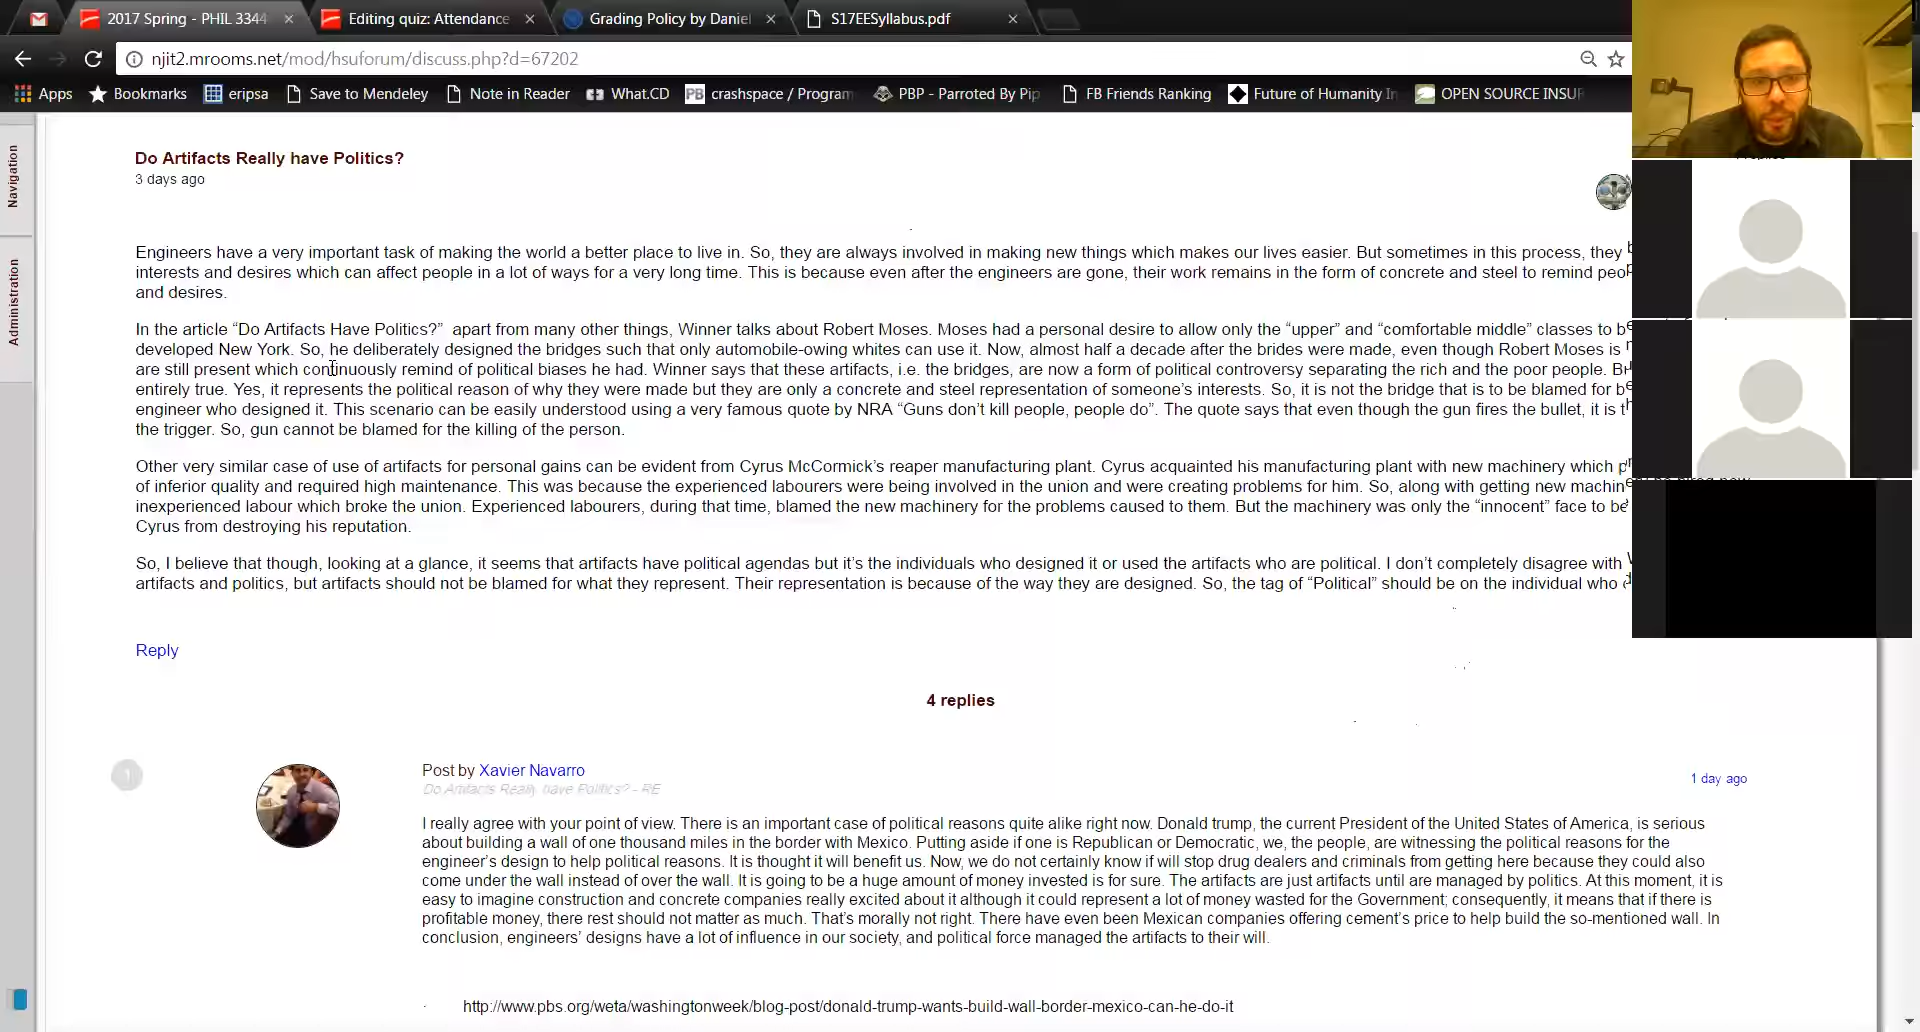 2017 Spring - PHIL 3344
Editing quiz: Attendance
Grading Policy by Daniel
S17EESyllabus.pdf
njit2.mrooms.net/mod/hsuforum/discuss.php?d=67202
Apps
Bookmarks
eripsa
Save to Mendeley
Note in Reader
What.CD
PB crashspace / Program
PBP - Parroted By Pip
FB Friends Ranking
Future of Humanity In
OPEN SOURCE INSUR
Navigation
Administration
Do Artifacts Really have Politics?
3 days ago
Engineers have a very important task of making the world a better place to live in. So, they are always involved in making new things which makes our lives easier. But sometimes in this process, they
interests and desires which can affect people in a lot of ways for a very long time. This is because even after the engineers are gone, their work remains in the form of concrete and steel to remind peo
and desires.
In the article “Do Artifacts Have Politics?” apart from many other things, Winner talks about Robert Moses. Moses had a personal desire to allow only the “upper” and “comfortable middle” classes to b
developed New York. So, he deliberately designed the bridges such that only automobile-owing whites can use it. Now, almost half a decade after the brides were made, even though Robert Moses is
are still present which continuously remind of political biases he had. Winner says that these artifacts, i.e. the bridges, are now a form of political controversy separating the rich and the poor people. B
entirely true. Yes, it represents the political reason of why they were made but they are only a concrete and steel representation of someone’s interests. So, it is not the bridge that is to be blamed for b
engineer who designed it. This scenario can be easily understood using a very famous quote by NRA “Guns don’t kill people, people do”. The quote says that even though the gun fires the bullet, it is t
the trigger. So, gun cannot be blamed for the killing of the person.
Other very similar case of use of artifacts for personal gains can be evident from Cyrus McCormick’s reaper manufacturing plant. Cyrus acquainted his manufacturing plant with new machinery which p
of inferior quality and required high maintenance. This was because the experienced labourers were being involved in the union and were creating problems for him. So, along with getting new machin
inexperienced labour which broke the union. Experienced labourers, during that time, blamed the new machinery for the problems caused to them. But the machinery was only the “innocent” face to be
Cyrus from destroying his reputation.
So, I believe that though, looking at a glance, it seems that artifacts have political agendas but it’s the individuals who designed it or used the artifacts who are political. I don’t completely disagree with
artifacts and politics, but artifacts should not be blamed for what they represent. Their representation is because of the way they are designed. So, the tag of “Political” should be on the individual who
Reply
4 replies
1
Post by Xavier Navarro
1 day ago
Do Artifacts Really have Politics? - RE
I really agree with your point of view. There is an important case of political reasons quite alike right now. Donald trump, the current President of the United States of America, is serious
about building a wall of one thousand miles in the border with Mexico. Putting aside if one is Republican or Democratic, we, the people, are witnessing the political reasons for the
engineer’s design to help political reasons. It is thought it will benefit us. Now, we do not certainly know if will stop drug dealers and criminals from getting here because they could also
come under the wall instead of over the wall. It is going to be a huge amount of money invested is for sure. The artifacts are just artifacts until are managed by politics. At this moment, it is
easy to imagine construction and concrete companies really excited about it although it could represent a lot of money wasted for the Government; consequently, it means that if there is
profitable money, there rest should not matter as much. That’s morally not right. There have even been Mexican companies offering cement’s price to help build the so-mentioned wall. In
conclusion, engineers’ designs have a lot of influence in our society, and political force managed the artifacts to their will.
http://www.pbs.org/weta/washingtonweek/blog-post/donald-trump-wants-build-wall-border-mexico-can-he-do-it